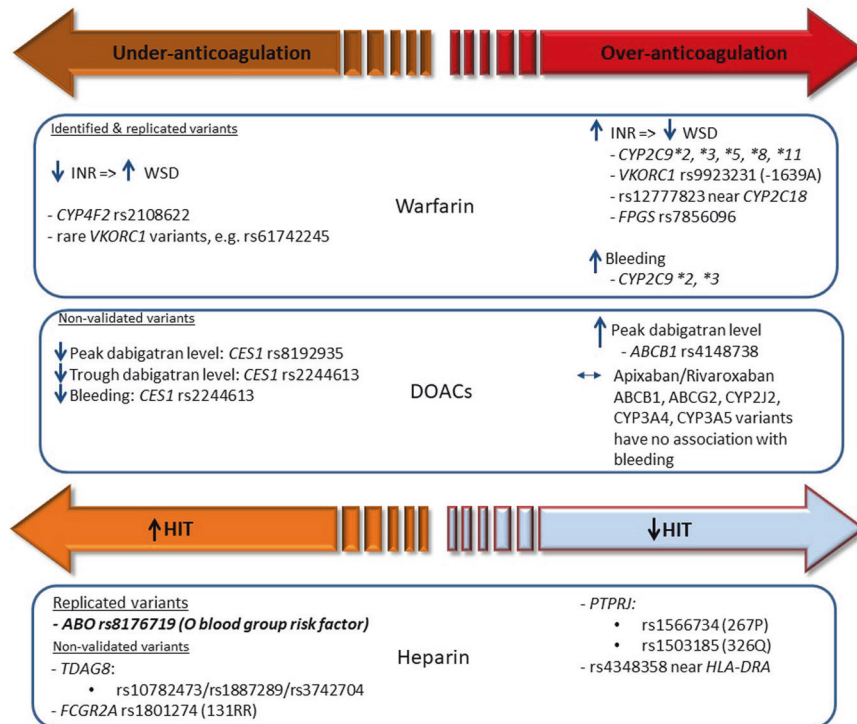 Under-anticoagulation
Over-anticoagulation
Identified & replicated variants
↓ INR => ↑ WSD
- CYP4F2 rs2108622
- rare VKORC1 variants, e.g. rs61742245
Warfarin
↑ INR => ↓ WSD
- CYP2C9*2, *3, *5, *8, *11
- VKORC1 rs9923231 (-1639A)
- rs12777823 near CYP2C18
- FPGS rs7856096
↑ Bleeding
- CYP2C9 *2, *3
Non-validated variants
↓ Peak dabigatran level: CES1 rs8192935
↓ Trough dabigatran level: CES1 rs2244613
↓ Bleeding: CES1 rs2244613
DOACs
↑ Peak dabigatran level
- ABCB1 rs4148738
↔ Apixaban/Rivaroxaban
ABCB1, ABCG2, CYP2J2,
CYP3A4, CYP3A5 variants
have no association with
bleeding
↑HIT
↓HIT
Replicated variants
- ABO rs8176719 (O blood group risk factor)
Non-validated variants
- TDAG8:
• rs10782473/rs1887289/rs3742704
- FCGR2A rs1801274 (131RR)
Heparin
- PTPRJ:
• rs1566734 (267P)
• rs1503185 (326Q)
- rs4348358 near HLA-DRA